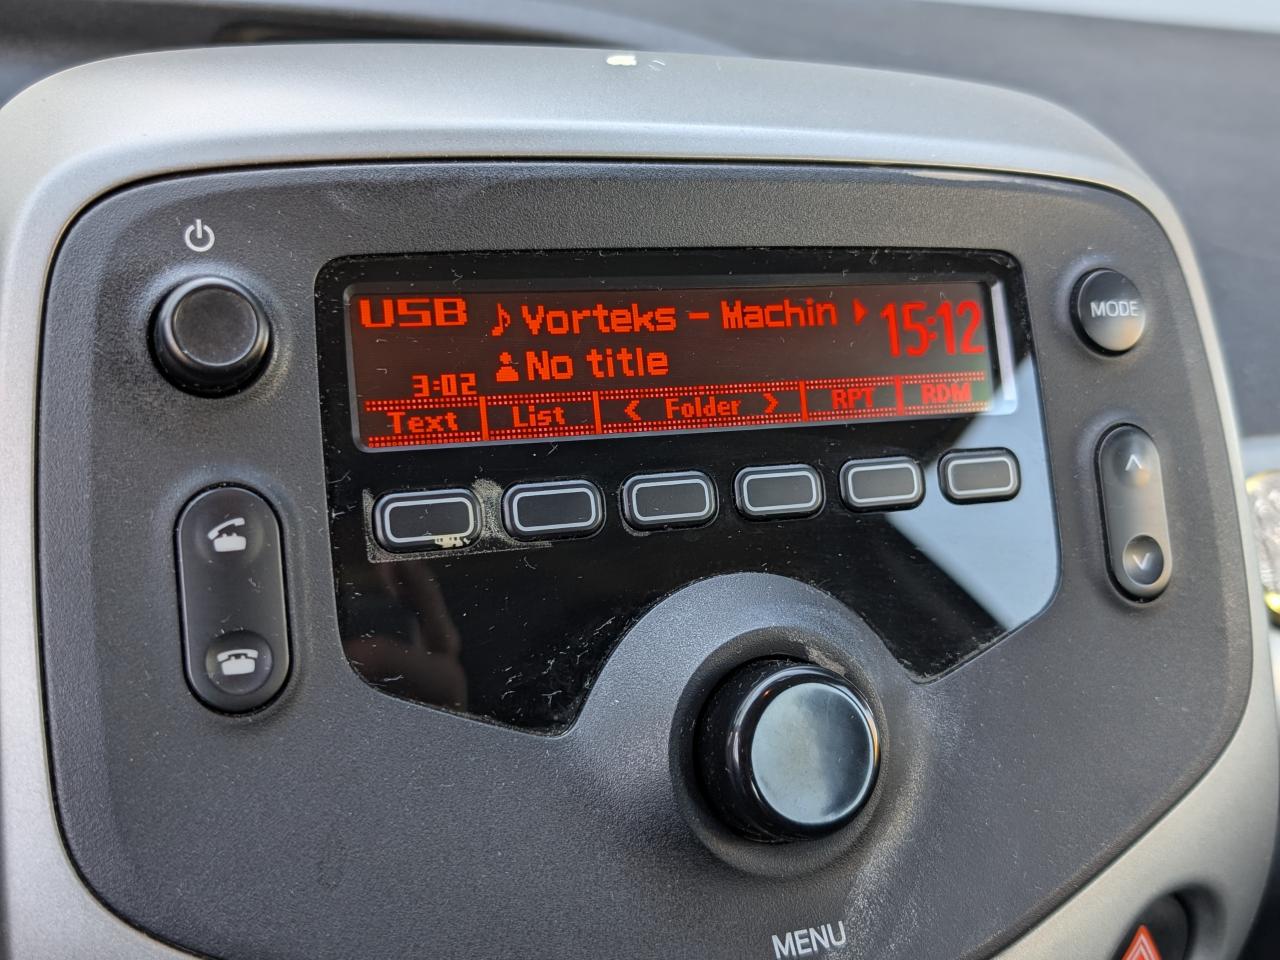 USB
Vorteks - Machin
15:12
No title
3:02
Text List < Folder > RPT RDM
MODE
MENU